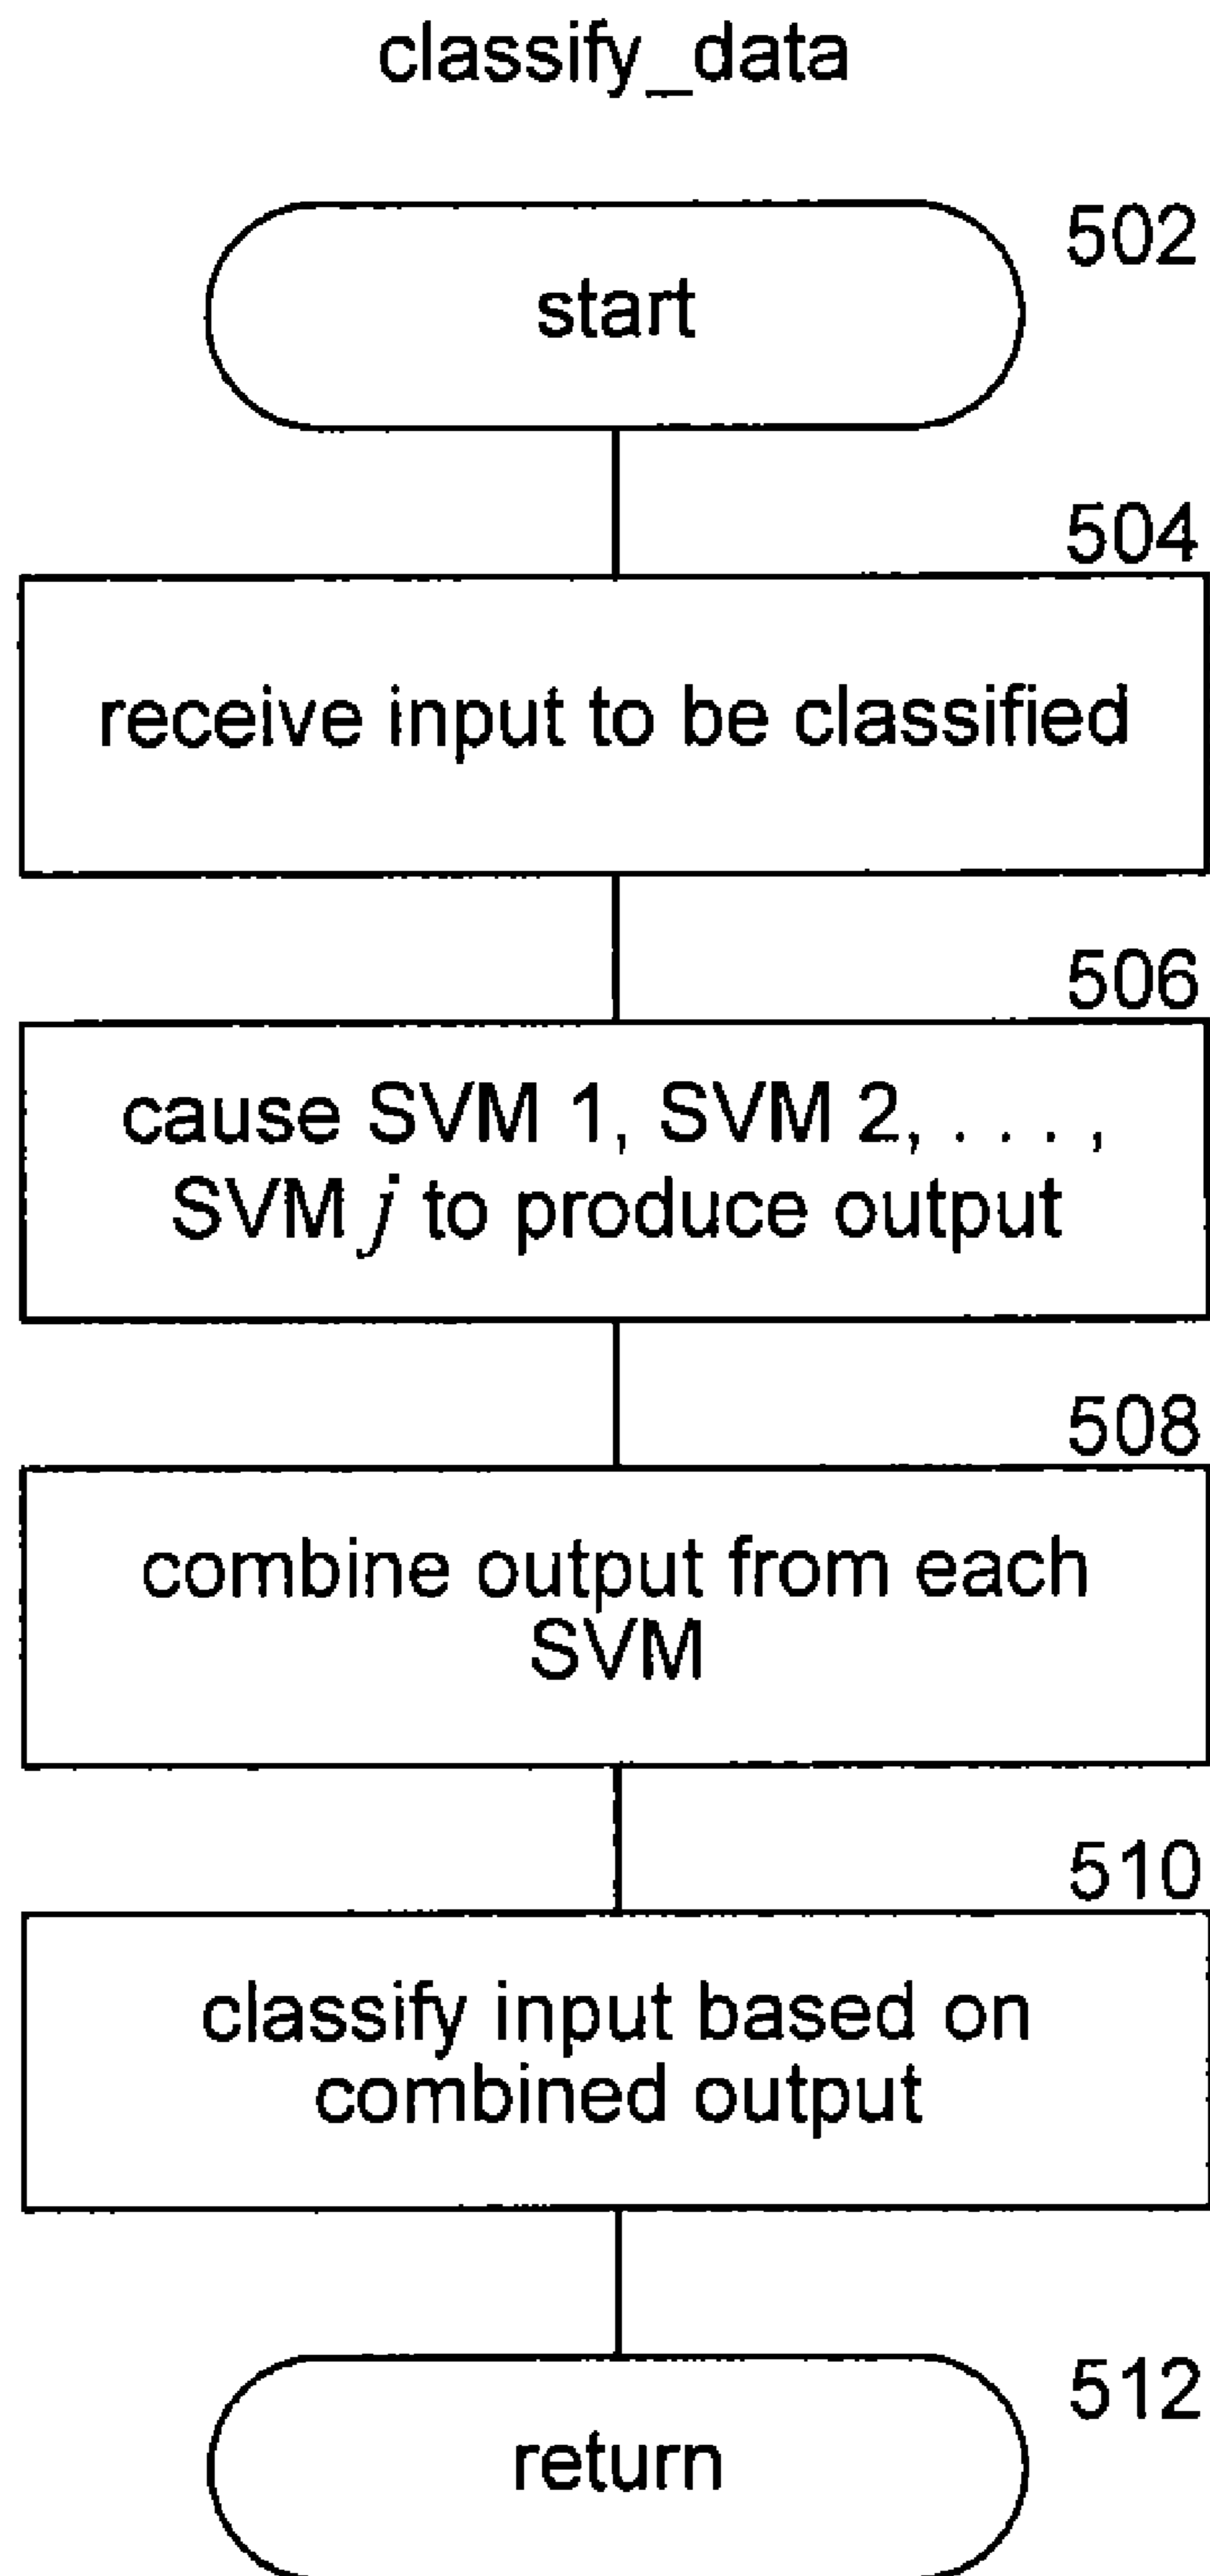 classify_data
502
start
504
receive input to be classified
506
cause SVM 1, SVM 2, . . . ,
SVM j to produce output
508
combine output from each
SVM
510
classify input based on
combined output
512
return